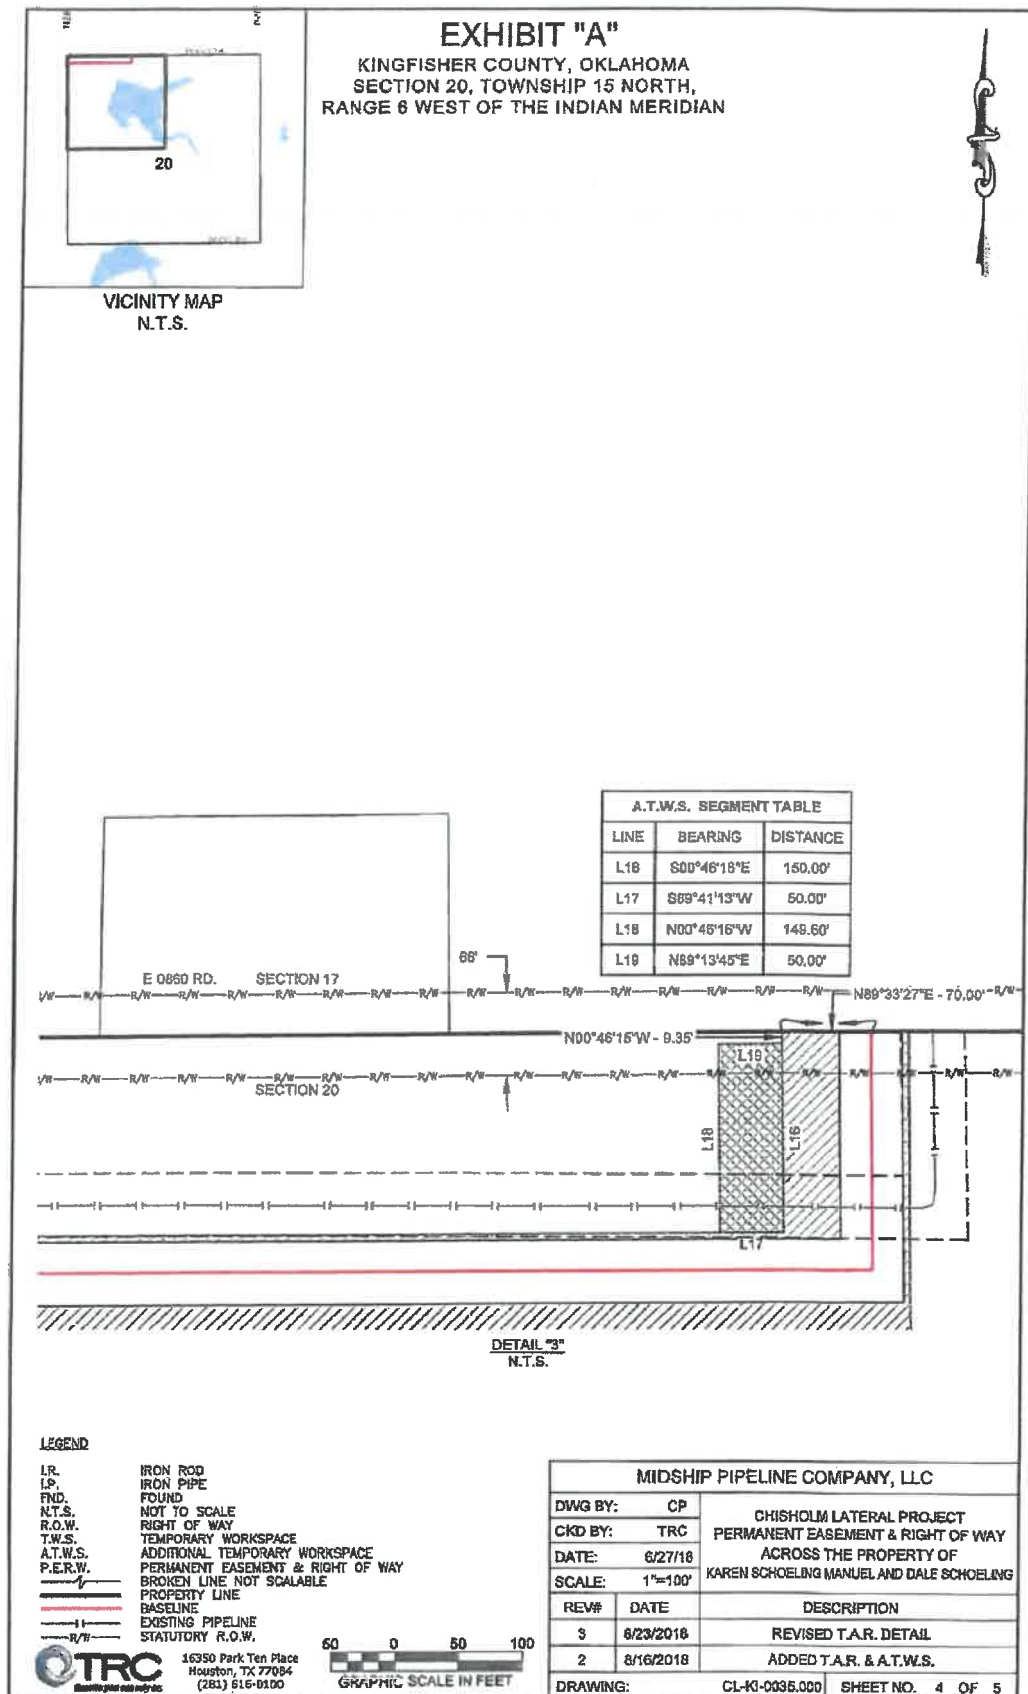 EXHIBIT "A"
KINGFISHER COUNTY, OKLAHOMA
SECTION 20, TOWNSHIP 15 NORTH,
RANGE 6 WEST OF THE INDIAN MERIDIAN
20
VICINITY MAP
N.T.S.
A.T.W.S. SEGMENT TABLE
LINE BEARING DISTANCE
L16 S00°46'16"E 150.00'
L17 S89°41'13"W 50.00'
L18 N00°46'16"W 149.60'
L19 N89°13'45"E 50.00'
66'
E 0860 RD. SECTION 17
R/W R/W R/W R/W R/W R/W R/W R/W R/W R/W R/W R/W R/W R/W R/W R/W
N89°33'27"E - 70.00'
R/W
N00°46'16"W - 9.35'
L19
R/W R/W R/W R/W R/W R/W R/W R/W R/W R/W R/W R/W R/W R/W R/W R/W R/W R/W R/W R/W
SECTION 20
L18
L16
L17
DETAIL "3"
N.T.S.
LEGEND
I.R. IRON ROD
I.P. IRON PIPE
FND. FOUND
N.T.S. NOT TO SCALE
R.O.W. RIGHT OF WAY
T.W.S. TEMPORARY WORKSPACE
A.T.W.S. ADDITIONAL TEMPORARY WORKSPACE
P.E.R.W. PERMANENT EASEMENT & RIGHT OF WAY
BROKEN LINE NOT SCALABLE
PROPERTY LINE
BASELINE
EXISTING PIPELINE
R/W STATUTORY R.O.W.
TRC
16350 Park Ten Place
Houston, TX 77084
(281) 616-0100
50 0 50 100
GRAPHIC SCALE IN FEET
MIDSHIP PIPELINE COMPANY, LLC
DWG BY: CP
CKD BY: TRC
DATE: 6/27/18
SCALE: 1"=100'
CHISHOLM LATERAL PROJECT
PERMANENT EASEMENT & RIGHT OF WAY
ACROSS THE PROPERTY OF
KAREN SCHOELING MANUEL AND DALE SCHOELING
REV# DATE DESCRIPTION
3 8/23/2018 REVISED T.A.R. DETAIL
2 8/16/2018 ADDED T.A.R. & A.T.W.S.
DRAWING: CL-KI-0035.000 SHEET NO. 4 OF 5